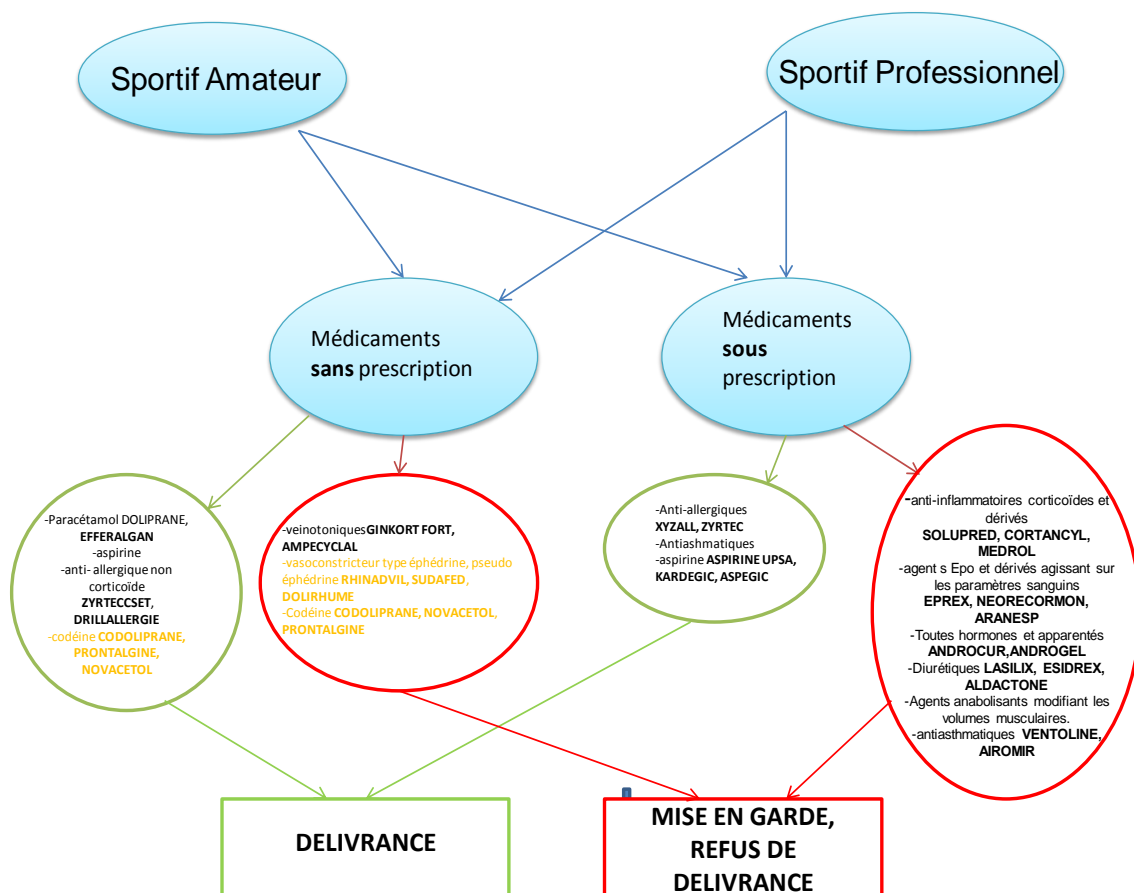 Sportif Amateur
Sportif Professionnel
Médicaments
sans prescription
Médicaments
sous
prescription
-Paracétamol DOLIPRANE,
EFFERALGAN
-aspirine
-anti- allergique non
corticoïde
ZYRTECCSET,
DRILLALLERGIE
-codéine CODOLIPRANE,
PRONTALGINE,
NOVACETOL
-veinotoniquesGINKORT FORT,
AMPECYCLAL
-vasoconstricteur type éphédrine, pseudo
éphédrine RHINADVIL, SUDAFED,
DOLIRHUME
-Codéine CODOLIPRANE, NOVACETOL,
PRONTALGINE
-Anti-allergiques
XYZALL, ZYRTEC
-Antiashmatiques
-aspirine ASPIRINE UPSA,
KARDEGIC, ASPEGIC
-anti-inflammatoires corticoïdes et
dérivés
SOLUPRED, CORTANCYL,
MEDROL
-agent s Epo et dérivés agissant sur
les paramètres sanguins
EPREX, NEORECORMON,
ARANESP
-Toutes hormones et apparentés
ANDROCUR,ANDROGEL
-Diurétiques LASILIX, ESIDREX,
ALDACTONE
-Agents anabolisants modifiant les
volumes musculaires.
-antiasthmatiques VENTOLINE,
AIROMIR
DELIVRANCE
MISE EN GARDE,
REFUS DE
DELIVRANCE